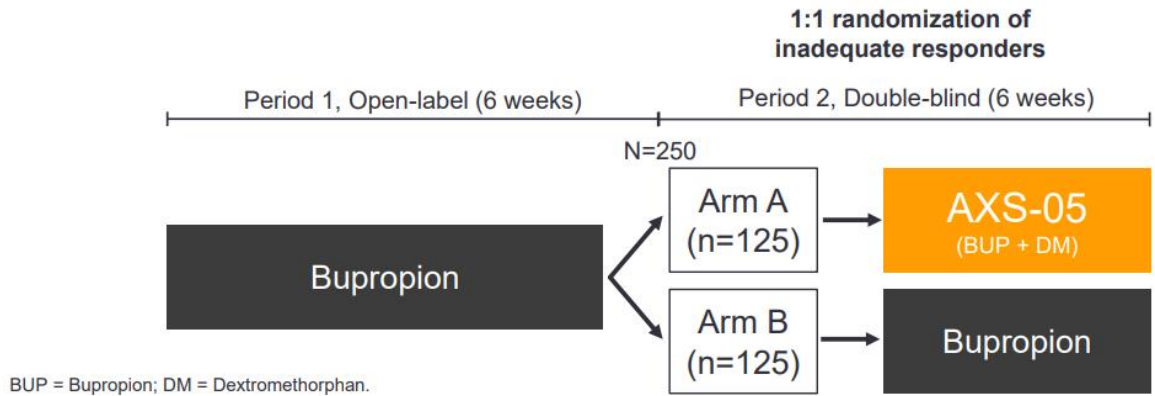 1:1 randomization of
inadequate responders
Period 1, Open-label (6 weeks)
Period 2, Double-blind (6 weeks)
N=250
Arm A
(n=125)
AXS-05
(BUP + DM)
Bupropion
Arm B
(n=125)
Bupropion
BUP = Bupropion; DM = Dextromethorphan.